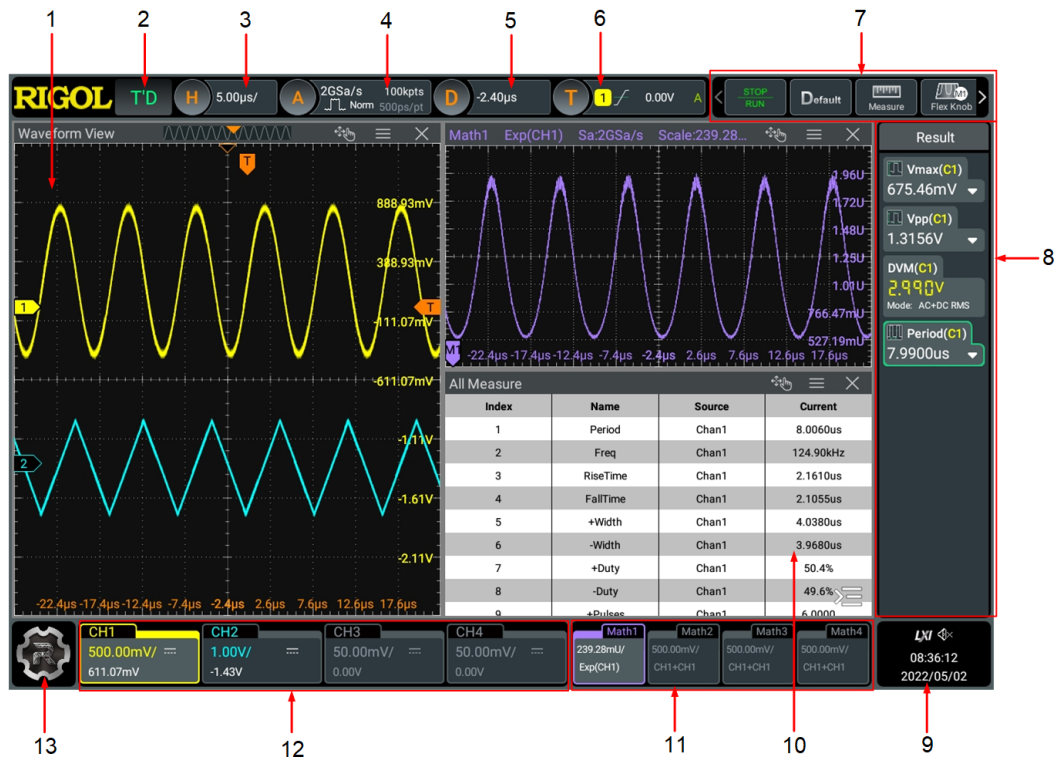 1 2 3 4 5 6 7
RIGOL T'D H 5.00μs/ A 2GSa/s 100kpts Norm 500ps/pt D -2.40μs T 1 0.00V A < STOP RUN Default Measure M1 Flex Knob >
Waveform View
T
888.93mV
388.93mV
1 T
-111.07mV
-611.07mV
-1.11V
2
-1.61V
-2.11V
-22.4μs -17.4μs -12.4μs -7.4μs -2.4μs 2.6μs 7.6μs 12.6μs 17.6μs
Math1 Exp(CH1) Sa:2GSa/s Scale:239.28...
1.96U
1.72U
1.48U
1.25U
1.01U
766.47mU
527.19mU
M1 -22.4μs -17.4μs -12.4μs -7.4μs -2.4μs 2.6μs 7.6μs 12.6μs 17.6μs
All Measure
Index Name Source Current
1 Period Chan1 8.0060us
2 Freq Chan1 124.90kHz
3 RiseTime Chan1 2.1610us
4 FallTime Chan1 2.1055us
5 +Width Chan1 4.0380us
6 -Width Chan1 3.9680us
7 +Duty Chan1 50.4%
8 -Duty Chan1 49.6%
9 +Pulses Chan1 6.0000
Result
Vmax(C1)
675.46mV
Vpp(C1)
1.3156V
DVM(C1)
2.990V
Mode: AC+DC RMS
Period(C1)
7.9900us
8
CH1 CH2 CH3 CH4 Math1 Math2 Math3 Math4
500.00mV/ 1.00V/ 50.00mV/ 50.00mV/ 239.28mU/ 500.00mV/ 500.00mV/ 500.00mV/
611.07mV -1.43V 0.00V 0.00V Exp(CH1) CH1+CH1 CH1+CH1 CH1+CH1
R
LXI
08:36:12
2022/05/02
13 12 11 10 9